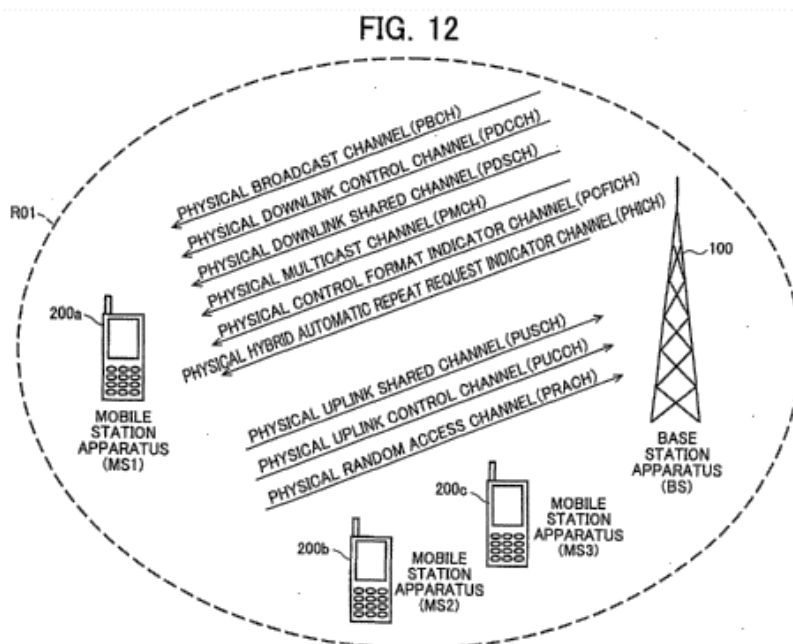 FIG. 12
PHYSICAL BROADCAST CHANNEL(PBCH)
PHYSICAL DOWNLINK CONTROL CHANNEL(PDCCH)
PHYSICAL DOWNLINK SHARED CHANNEL(PDSCH)
PHYSICAL MULTICAST CHANNEL(PMCH)
PHYSICAL CONTROL FORMAT INDICATOR CHANNEL(PCFICH)
PHYSICAL HYBRID AUTOMATIC REPEAT REQUEST INDICATOR CHANNEL(PHICH)
R01
100
200a
MOBILE
STATION
APPARATUS
(MS1)
PHYSICAL UPLINK SHARED CHANNEL(PUSCH)
PHYSICAL UPLINK CONTROL CHANNEL(PUCCH)
PHYSICAL RANDOM ACCESS CHANNEL(PRACH)
BASE
STATION
APPARATUS
(BS)
200c
MOBILE
STATION
APPARATUS
(MS3)
200b
MOBILE
STATION
APPARATUS
(MS2)